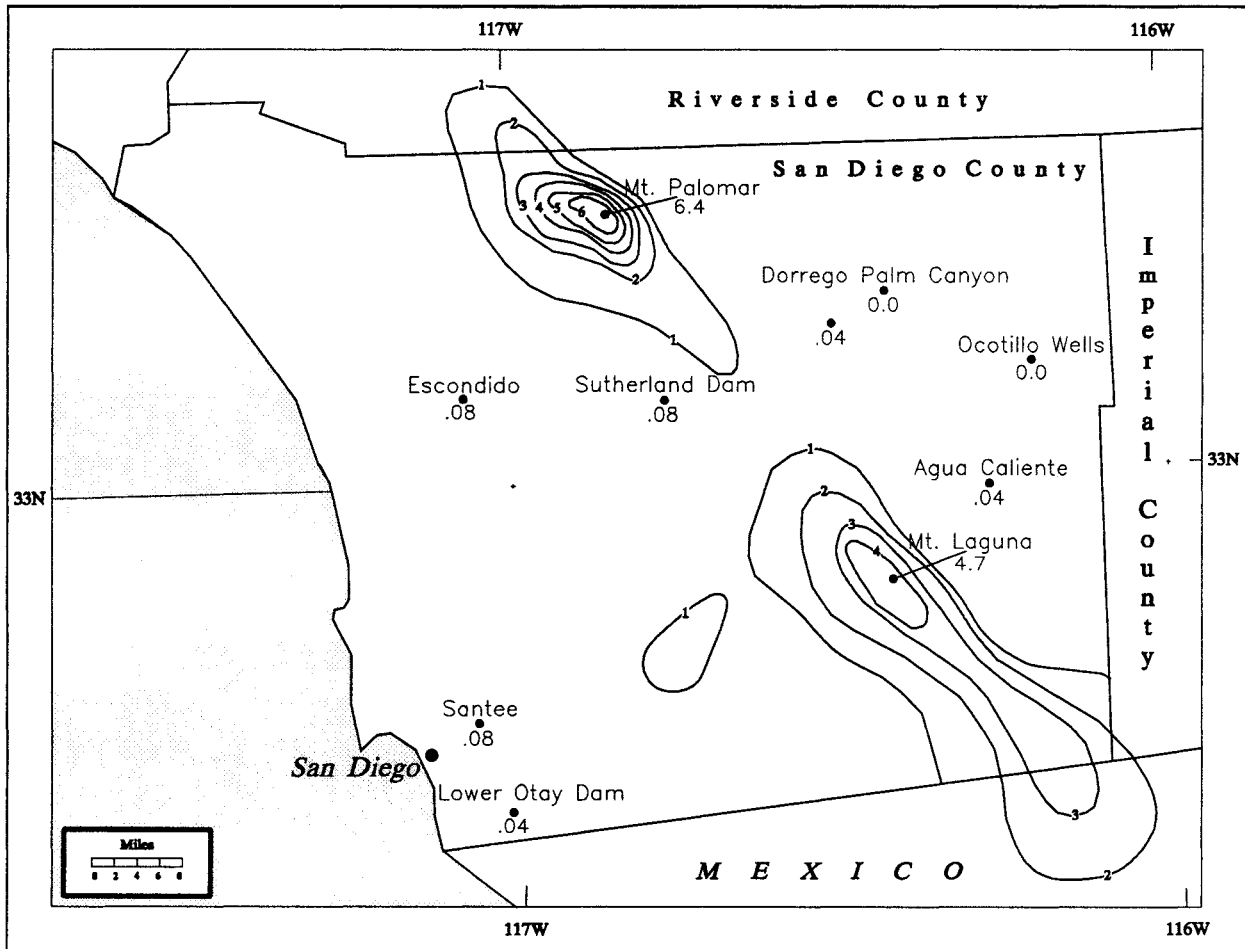 117W
116W
Riverside County
San Diego County
1
2
Mt. Palomar
6.4
3
4
5
6
2
Dorrego Palm Canyon
0.0
.04
1
Ocotillo Wells
0.0
Escondido
.08
Sutherland Dam
.08
Imperial County
1
Agua Caliente
.04
33N
33N
2
3
4
Mt. Laguna
4.7
1
Santee
.08
San Diego
Lower Otay Dam
.04
3
2
Miles
0 2 4 6 8
MEXICO
117W
116W